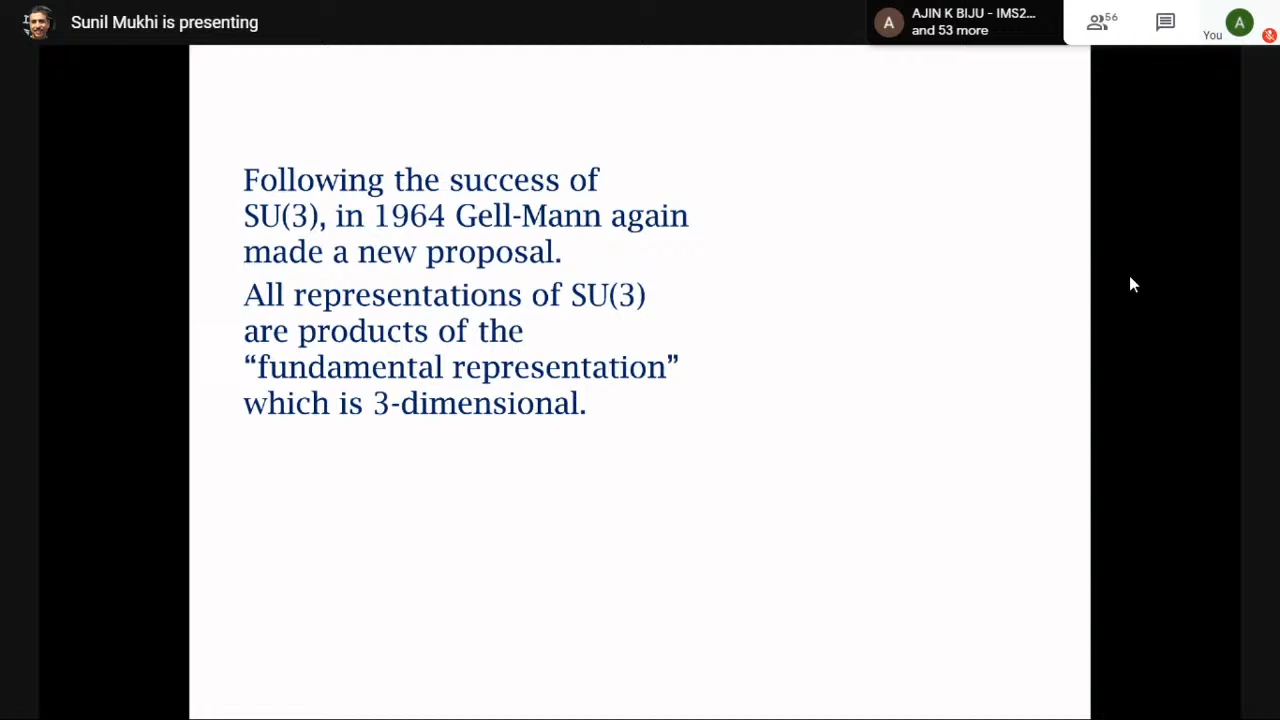 Sunil Mukhi is presenting
A
AJIN K BIJU - IMS2...
and 53 more
56
You
A
Following the success of
SU(3), in 1964 Gell-Mann again
made a new proposal.
All representations of SU(3)
are products of the
“fundamental representation”
which is 3-dimensional.